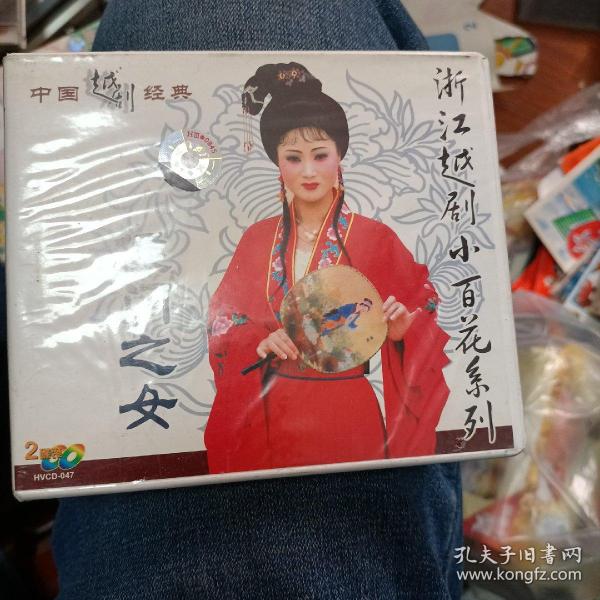 中国越剧经典
浙江越剧小百花系列
之女
2
HVCD-047
孔夫子旧書网
www.kongfz.com